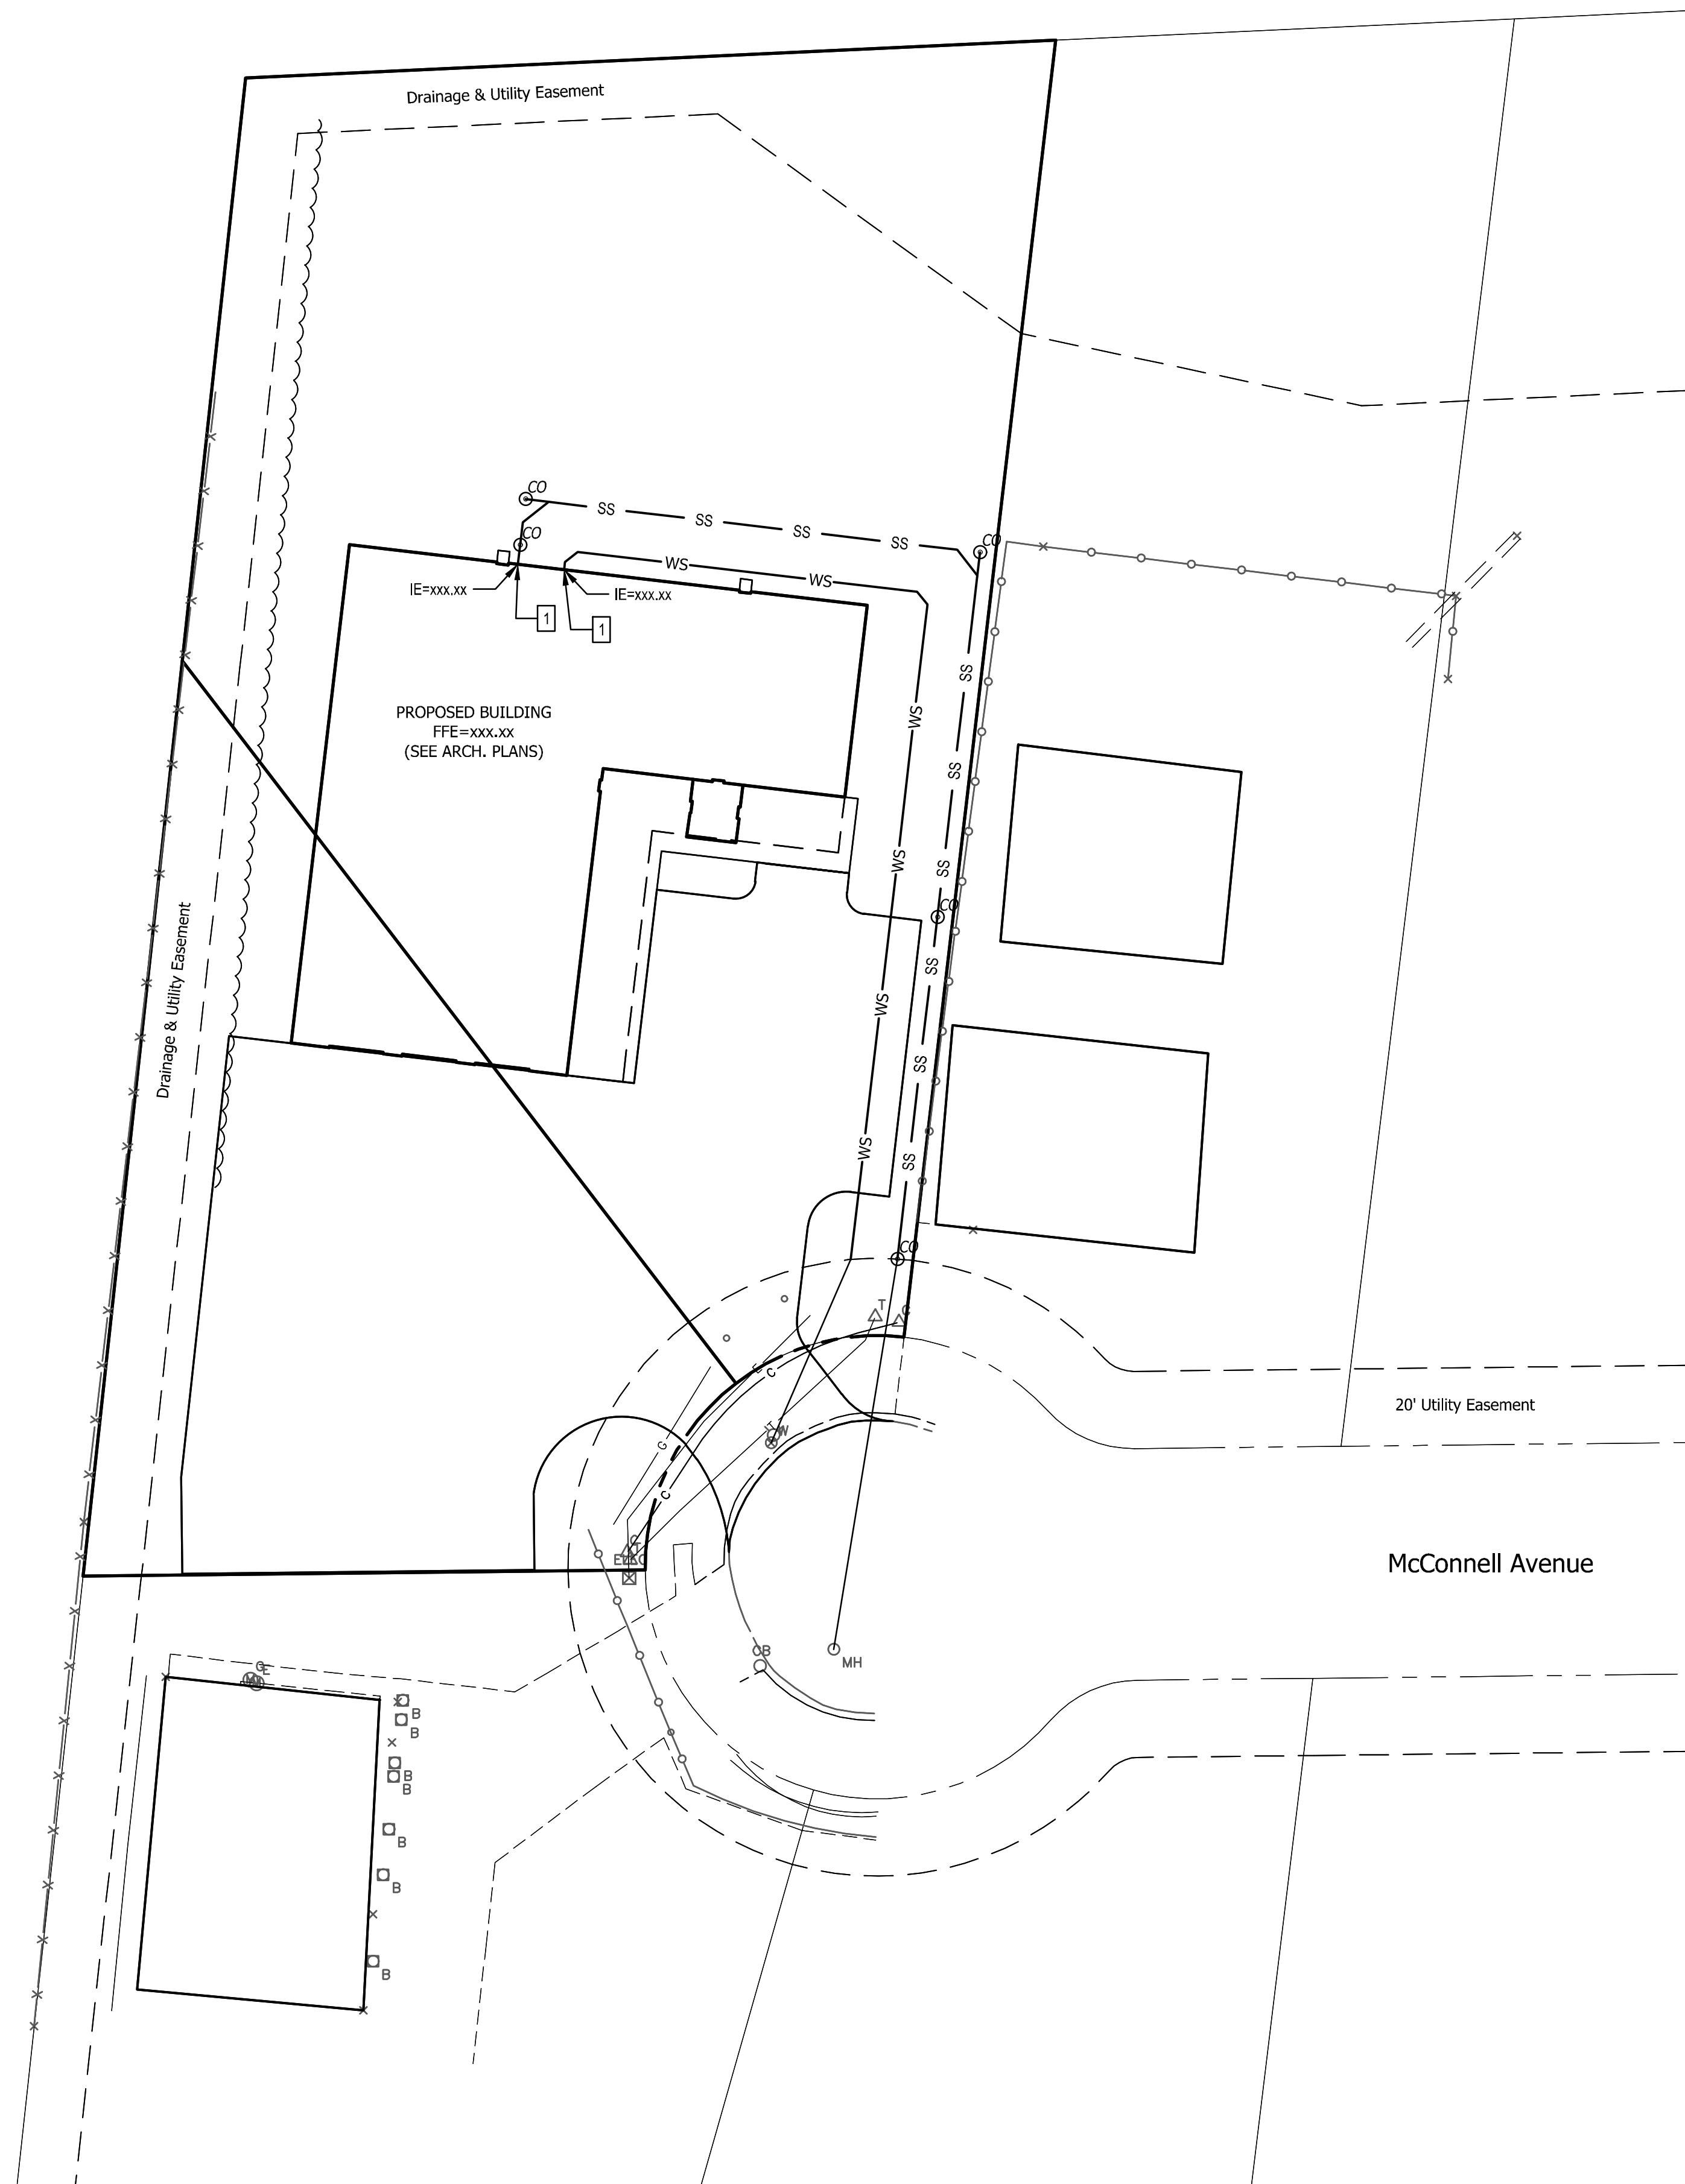 Drainage & Utility Easement
CO
SS
SS
SS
SS
CO
CO
WS
WS
IE=xxx.xx
IE=xxx.xx
1
1
SS
WS
PROPOSED BUILDING
FFE=xxx.xx
(SEE ARCH. PLANS)
SS
WS
SS
CO
Drainage & Utility Easement
SS
WS
SS
WS
SS
CO
T
C
C
20' Utility Easement
W
G
C
C
T
McConnell Avenue
CB
MH
G
E
B
B
B
B
B
B
B